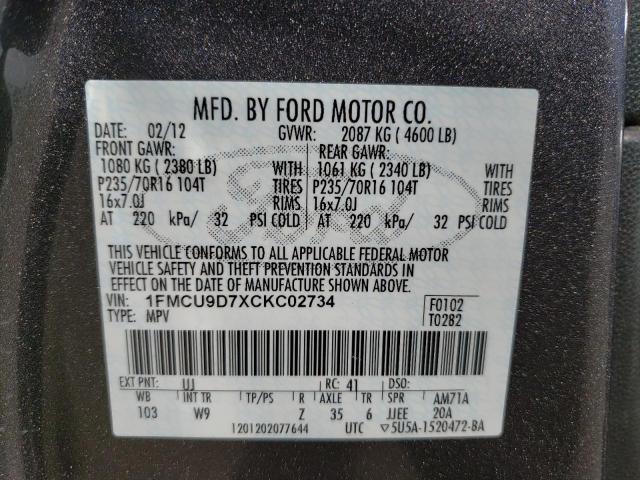 MFD. BY FORD MOTOR CO.
DATE: 02/12 GVWR: 2087 KG ( 4600 LB)
FRONT GAWR: REAR GAWR:
1080 KG ( 2380 LB) WITH 1061 KG ( 2340 LB) WITH
P235/70R16 104T TIRES P235/70R16 104T TIRES
16x7.0J RIMS 16x7.0J RIMS
AT 220 kPa/ 32 PSI COLD AT 220 kPa/ 32 PSI COLD
THIS VEHICLE CONFORMS TO ALL APPLICABLE FEDERAL MOTOR
VEHICLE SAFETY AND THEFT PREVENTION STANDARDS IN
EFFECT ON THE DATE OF MANUFACTURE SHOWN ABOVE.
VIN: 1FMCU9D7XCKC02734 F0102
TYPE: MPV T0282
EXT PNT: UJ RC: 41 DSO:
WB INT TR TP/PS R AXLE TR SPR AM71A
103 W9 Z 35 6 JJEE 20A
1201202077644 UTC ▽5U5A-1520472-BA